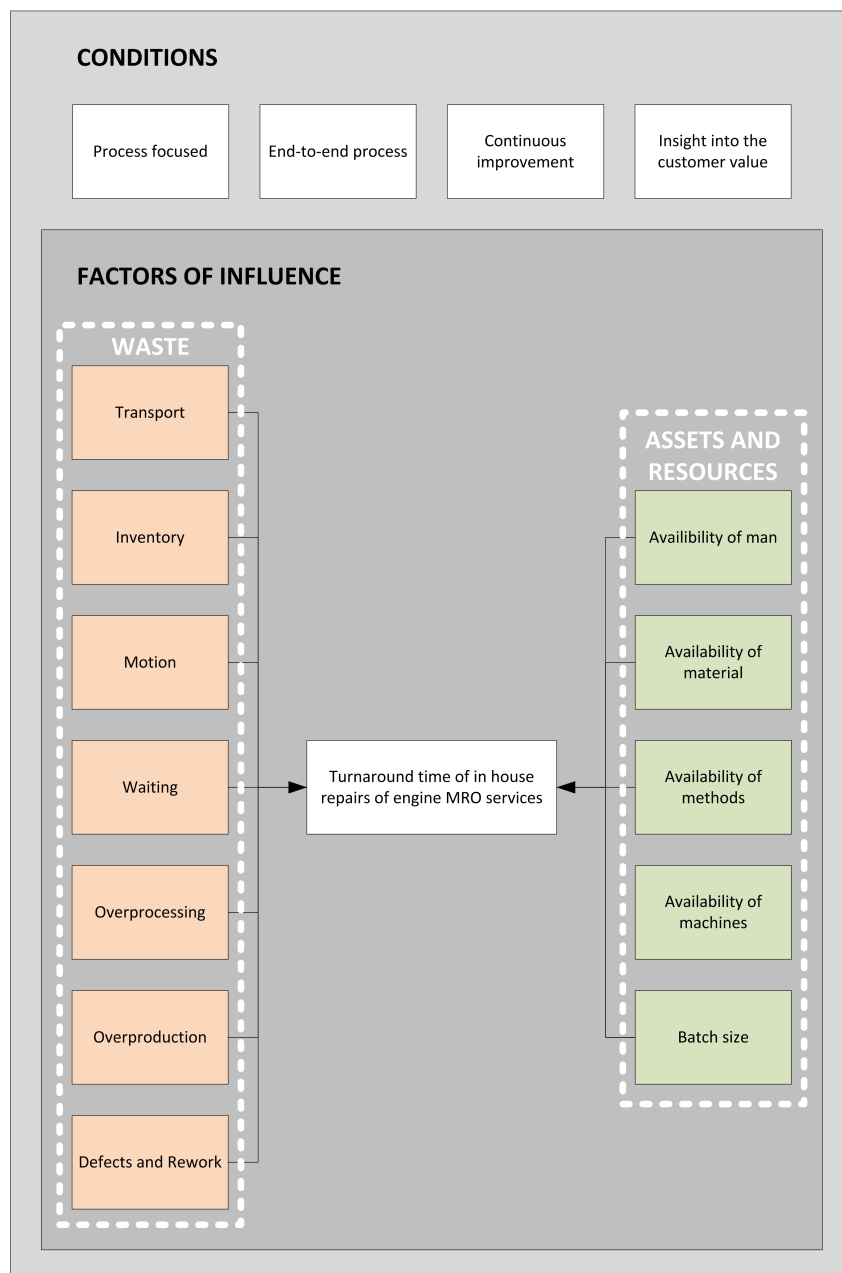 CONDITIONS
Process focused
End-to-end process
Continuous
improvement
Insight into the
customer value
FACTORS OF INFLUENCE
WASTE
Transport
Inventory
Motion
Waiting
Overprocessing
Overproduction
Defects and Rework
Turnaround time of in house
repairs of engine MRO services
ASSETS AND
RESOURCES
Availibility of man
Availability of
material
Availability of
methods
Availability of
machines
Batch size